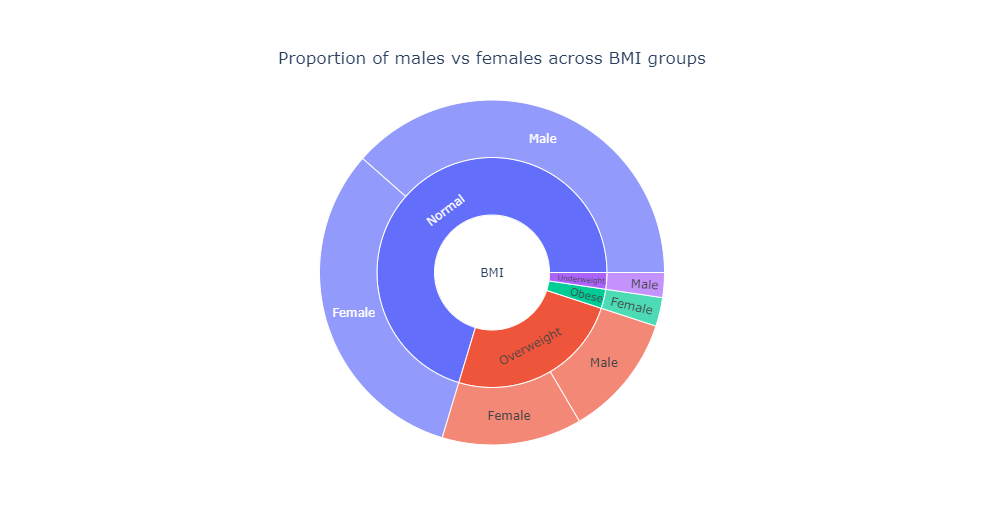 Proportion of males vs females across BMI groups
Male
Normal
BMI
Underweight
Male
Obese
Female
Female
Overweight
Male
Female